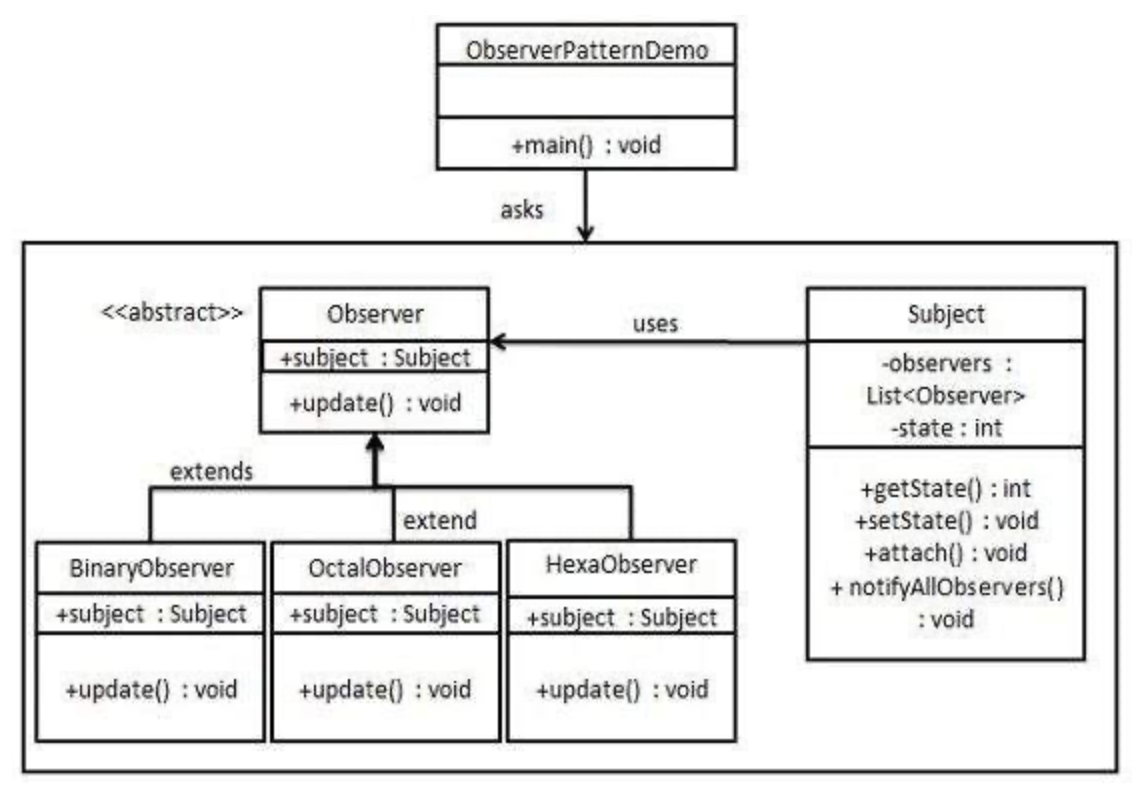 ObserverPatternDemo
+main() : void
asks
<<abstract>>
Observer
+subject : Subject
+update() : void
uses
Subject
-observers :
List<Observer>
-state : int
+getState() : int
+setState() : void
+attach() : void
+ notifyAllObservers()
: void
extends
extend
BinaryObserver
+subject : Subject
+update() : void
OctalObserver
+subject : Subject
+update() : void
HexaObserver
+subject : Subject
+update() : void